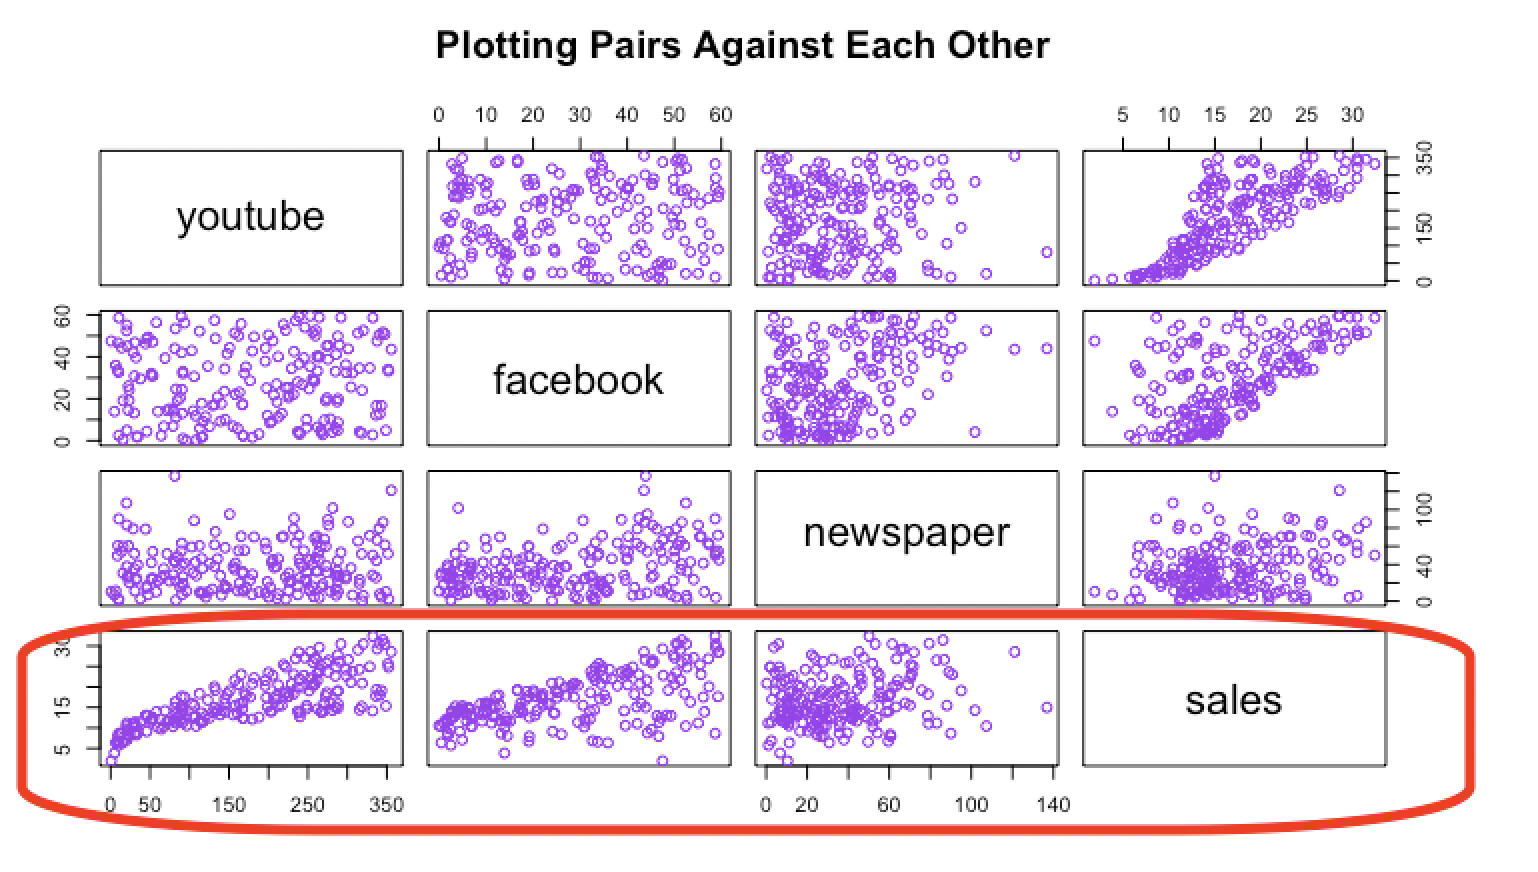 Plotting Pairs Against Each Other
0 10 20 30 40 50 60
5 10 15 20 25 30
youtube
0 150 350
0 20 40 60
facebook
newspaper
0 40 100
5 15 30
sales
0 50 150 250 350
0 20 60 100 140